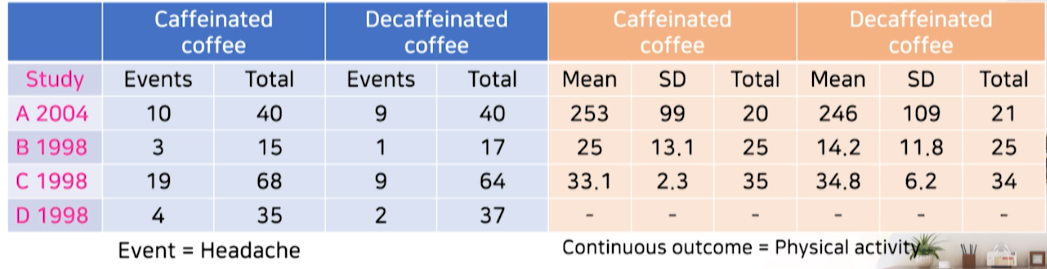 Caffeinated coffee Decaffeinated coffee Caffeinated coffee Decaffeinated coffee
Study Events Total Events Total Mean SD Total Mean SD Total
A 2004 10 40 9 40 253 99 20 246 109 21
B 1998 3 15 1 17 25 13.1 25 14.2 11.8 25
C 1998 19 68 9 64 33.1 2.3 35 34.8 6.2 34
D 1998 4 35 2 37 - - - - - -
Event = Headache Continuous outcome = Physical activity